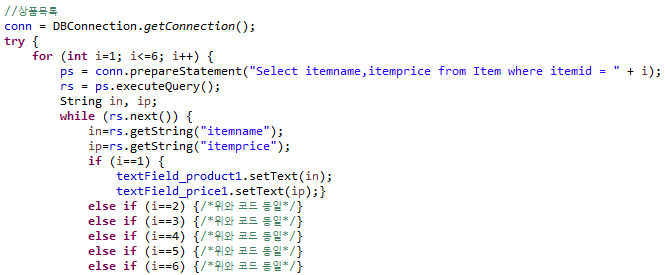 //상품목록
conn = DBConnection.getConnection();
try {
for (int i=1; i<=6; i++) {
ps = conn.prepareStatement("Select itemname,itemprice from Item where itemid = " + i);
rs = ps.executeQuery();
String in, ip;
while (rs.next()) {
in=rs.getString("itemname");
ip=rs.getString("itemprice");
if (i==1) {
textField_product1.setText(in);
textField_price1.setText(ip);}
else if (i==2) {/*위와 코드 동일*/}
else if (i==3) {/*위와 코드 동일*/}
else if (i==4) {/*위와 코드 동일*/}
else if (i==5) {/*위와 코드 동일*/}
else if (i==6) {/*위와 코드 동일*/}